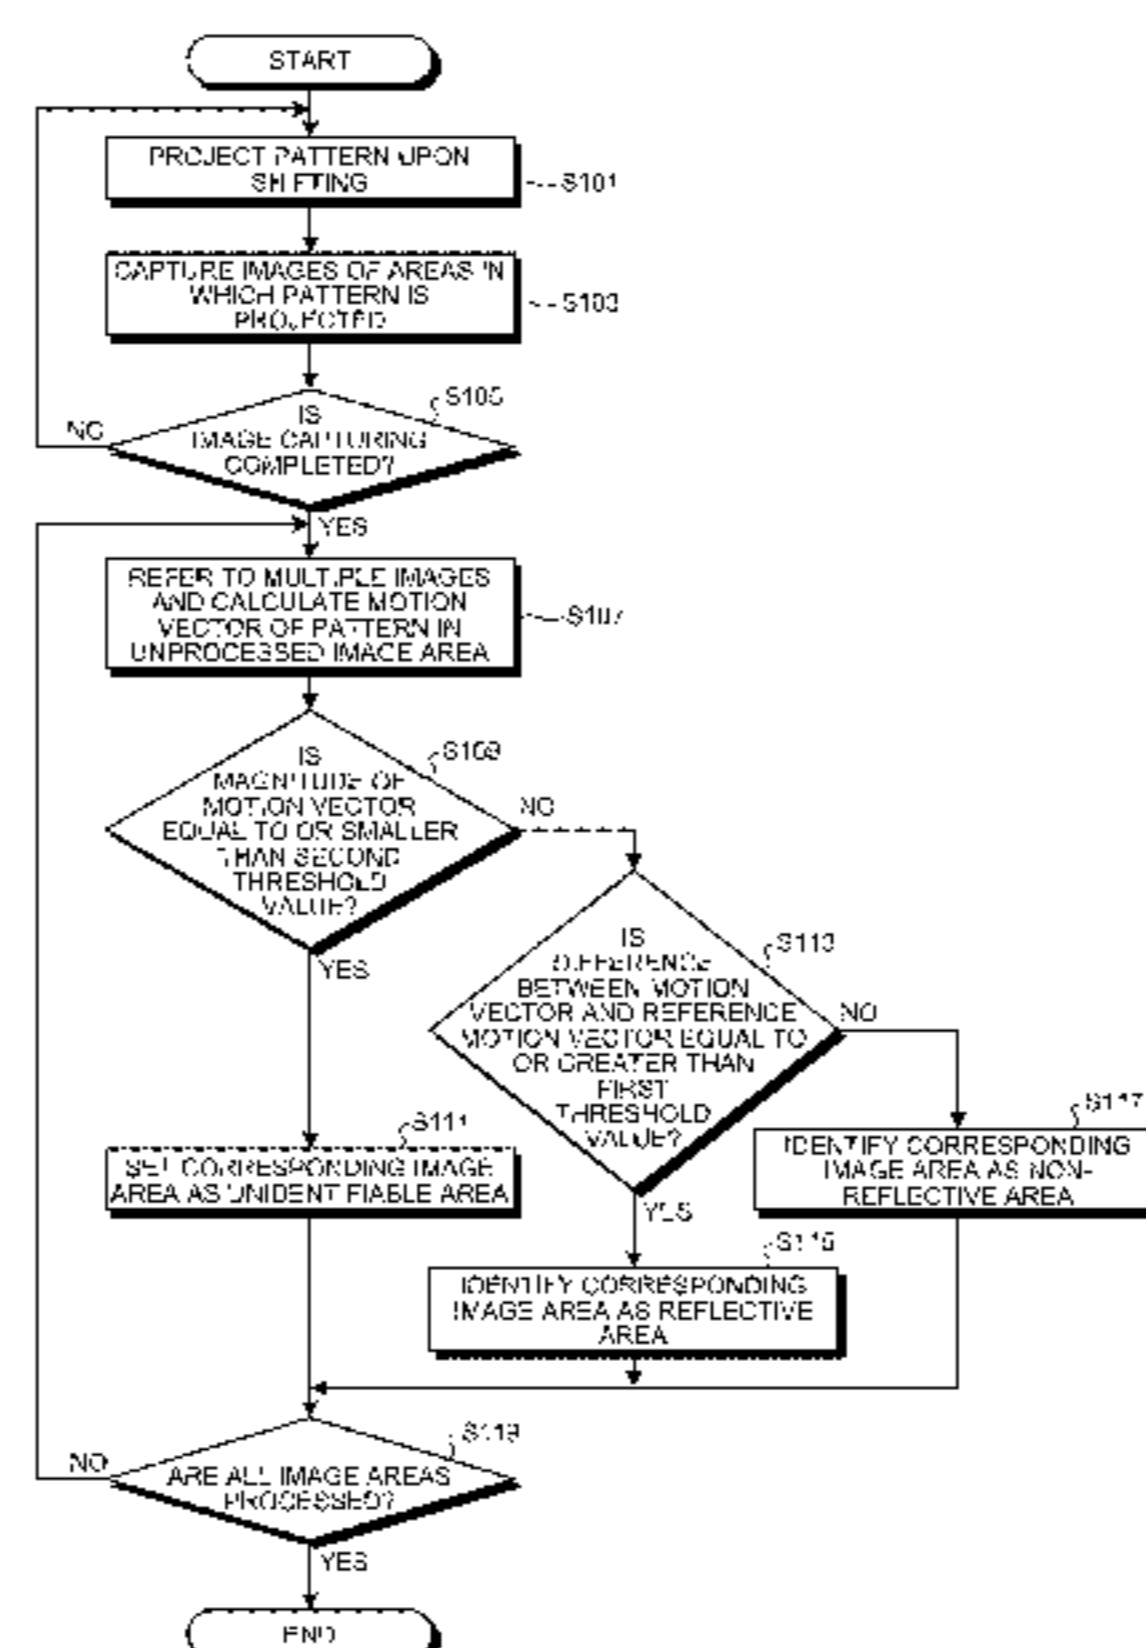 START
PROJECT PATTERN UPON
SHIFTING
S101
CAPTURE IMAGES OF AREAS IN
WHICH PATTERN IS
PROJECTED
S103
S105
IS
IMAGE CAPTURING
COMPLETED?
NO
YES
REFER TO MULTIPLE IMAGES
AND CALCULATE MOTION
VECTOR OF PATTERN IN
UNPROCESSED IMAGE AREA
S107
S109
IS
MAGNITUDE OF
MOTION VECTOR
EQUAL TO OR SMALLER
THAN SECOND
THRESHOLD
VALUE?
NO
YES
S113
IS
DIFFERENCE
BETWEEN MOTION
VECTOR AND REFERENCE
MOTION VECTOR EQUAL TO
OR GREATER THAN
FIRST
THRESHOLD
VALUE?
NO
YES
S111
SET CORRESPONDING IMAGE
AREA AS UNIDENTIFIABLE AREA
S117
IDENTIFY CORRESPONDING
IMAGE AREA AS NON-
REFLECTIVE AREA
S115
IDENTIFY CORRESPONDING
IMAGE AREA AS REFLECTIVE
AREA
S119
ARE ALL IMAGE AREAS
PROCESSED?
NO
YES
END